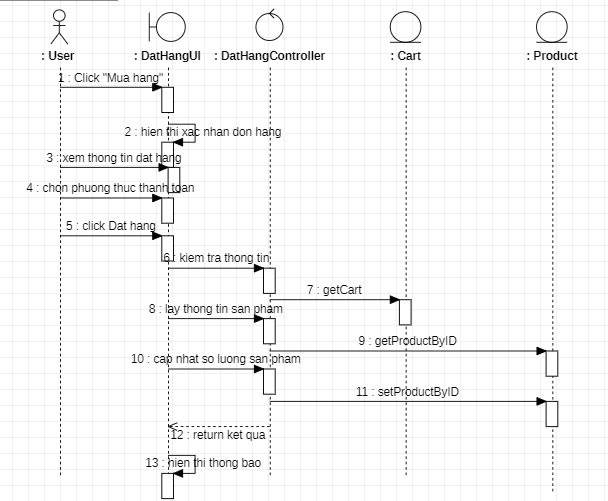 : User
: DatHangUI
: DatHangController
: Cart
: Product
1 : Click "Mua hang"
2 : hien thi xac nhan don hang
3 : xem thong tin dat hang
4 : chon phuong thuc thanh toan
5 : click Dat hang
6 : kiem tra thong tin
7 : getCart
8 : lay thong tin san pham
9 : getProductByID
10 : cap nhat so luong san pham
11 : setProductByID
12 : return ket qua
13 : hien thi thong bao